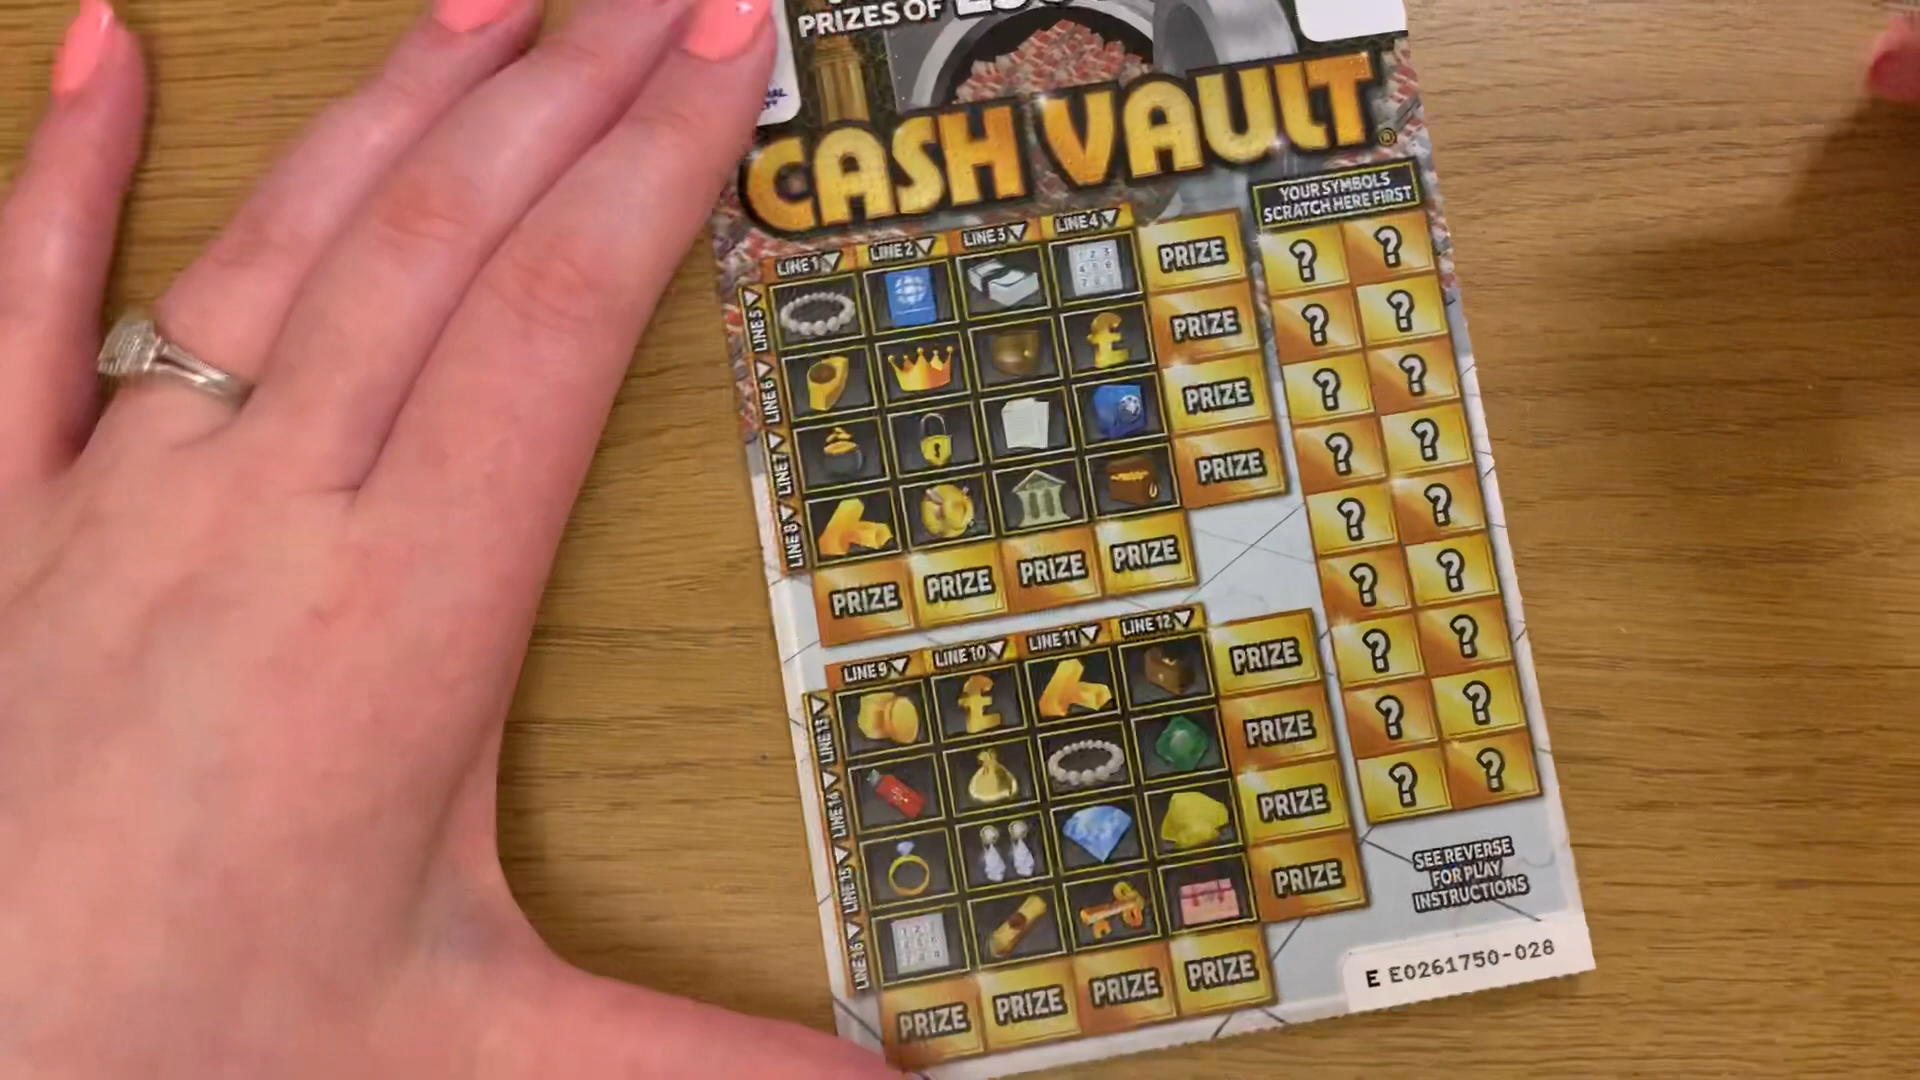 PRIZES OF
CASH VAULT
YOUR SYMBOLS
SCRATCH HERE FIRST
LINE 1 LINE 2 LINE 3 LINE 4 PRIZE
LINE 5
PRIZE
LINE 6
PRIZE
LINE 7
PRIZE
LINE 8
PRIZE PRIZE PRIZE PRIZE
LINE 9 LINE 10 LINE 11 LINE 12 PRIZE
LINE 13
PRIZE
LINE 14
PRIZE
LINE 15
PRIZE
LINE 16
PRIZE PRIZE PRIZE PRIZE
? ?
? ?
? ?
? ?
? ?
? ?
? ?
? ?
? ?
SEE REVERSE
FOR PLAY
INSTRUCTIONS
E E0261750-028